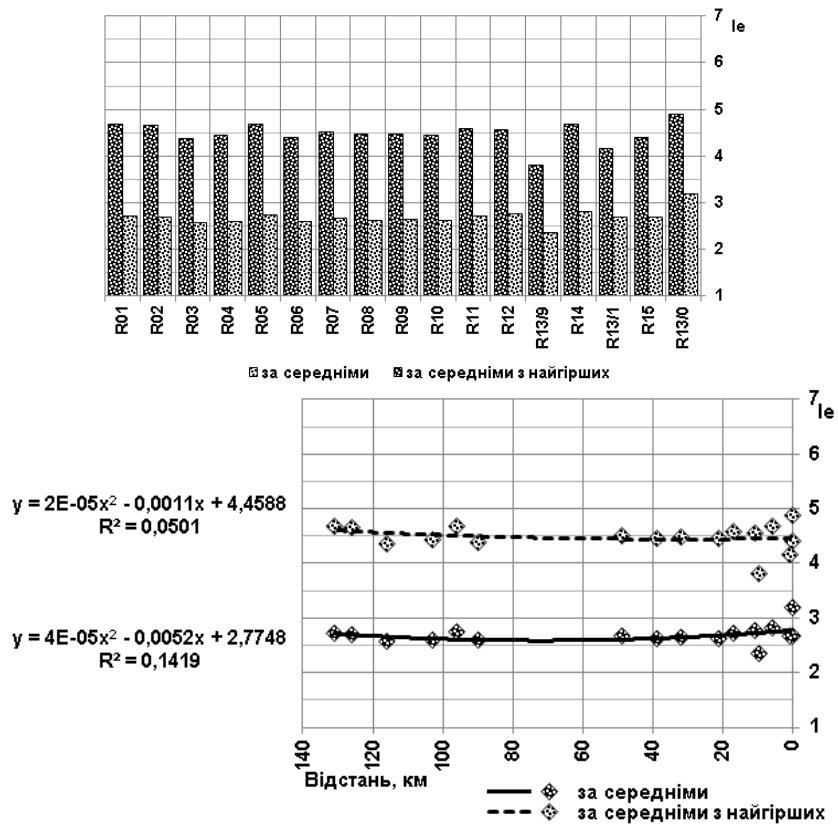 7
Ie
6
5
4
3
2
1
R01 R02 R03 R04 R05 R06 R07 R08 R09 R10 R11 R12 R13/9 R14 R13/1 R15 R13/0
за середніми за середніми з найгірших
7
Ie
6
5
4
3
2
1
y = 2E-05x² - 0,0011x + 4,4588
R² = 0,0501
y = 4E-05x² - 0,0052x + 2,7748
R² = 0,1419
140 120 100 80 60 40 20 0
Відстань, км
за середніми
за середніми з найгірших